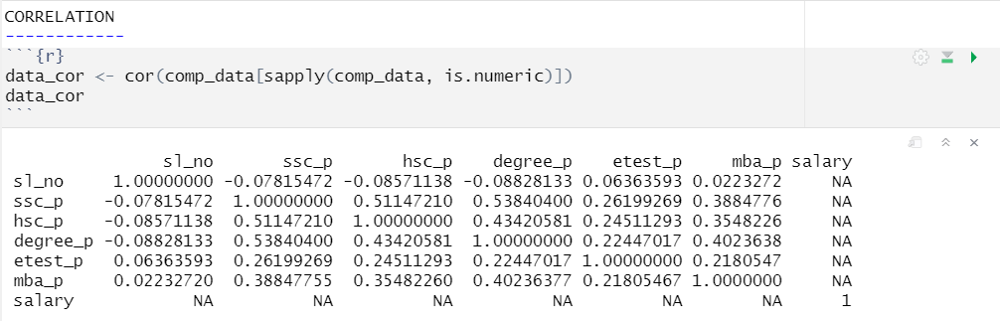 CORRELATION
------------
```{r}
data_cor <- cor(comp_data[sapply(comp_data, is.numeric)])
data_cor
```
sl_no ssc_p hsc_p degree_p etest_p mba_p salary
sl_no 1.00000000 -0.07815472 -0.08571138 -0.08828133 0.06363593 0.0223272 NA
ssc_p -0.07815472 1.00000000 0.51147210 0.53840400 0.26199269 0.3884776 NA
hsc_p -0.08571138 0.51147210 1.00000000 0.43420581 0.24511293 0.3548226 NA
degree_p -0.08828133 0.53840400 0.43420581 1.00000000 0.22447017 0.4023638 NA
etest_p 0.06363593 0.26199269 0.24511293 0.22447017 1.00000000 0.2180547 NA
mba_p 0.02232720 0.38847755 0.35482260 0.40236377 0.21805467 1.0000000 NA
salary NA NA NA NA NA NA 1